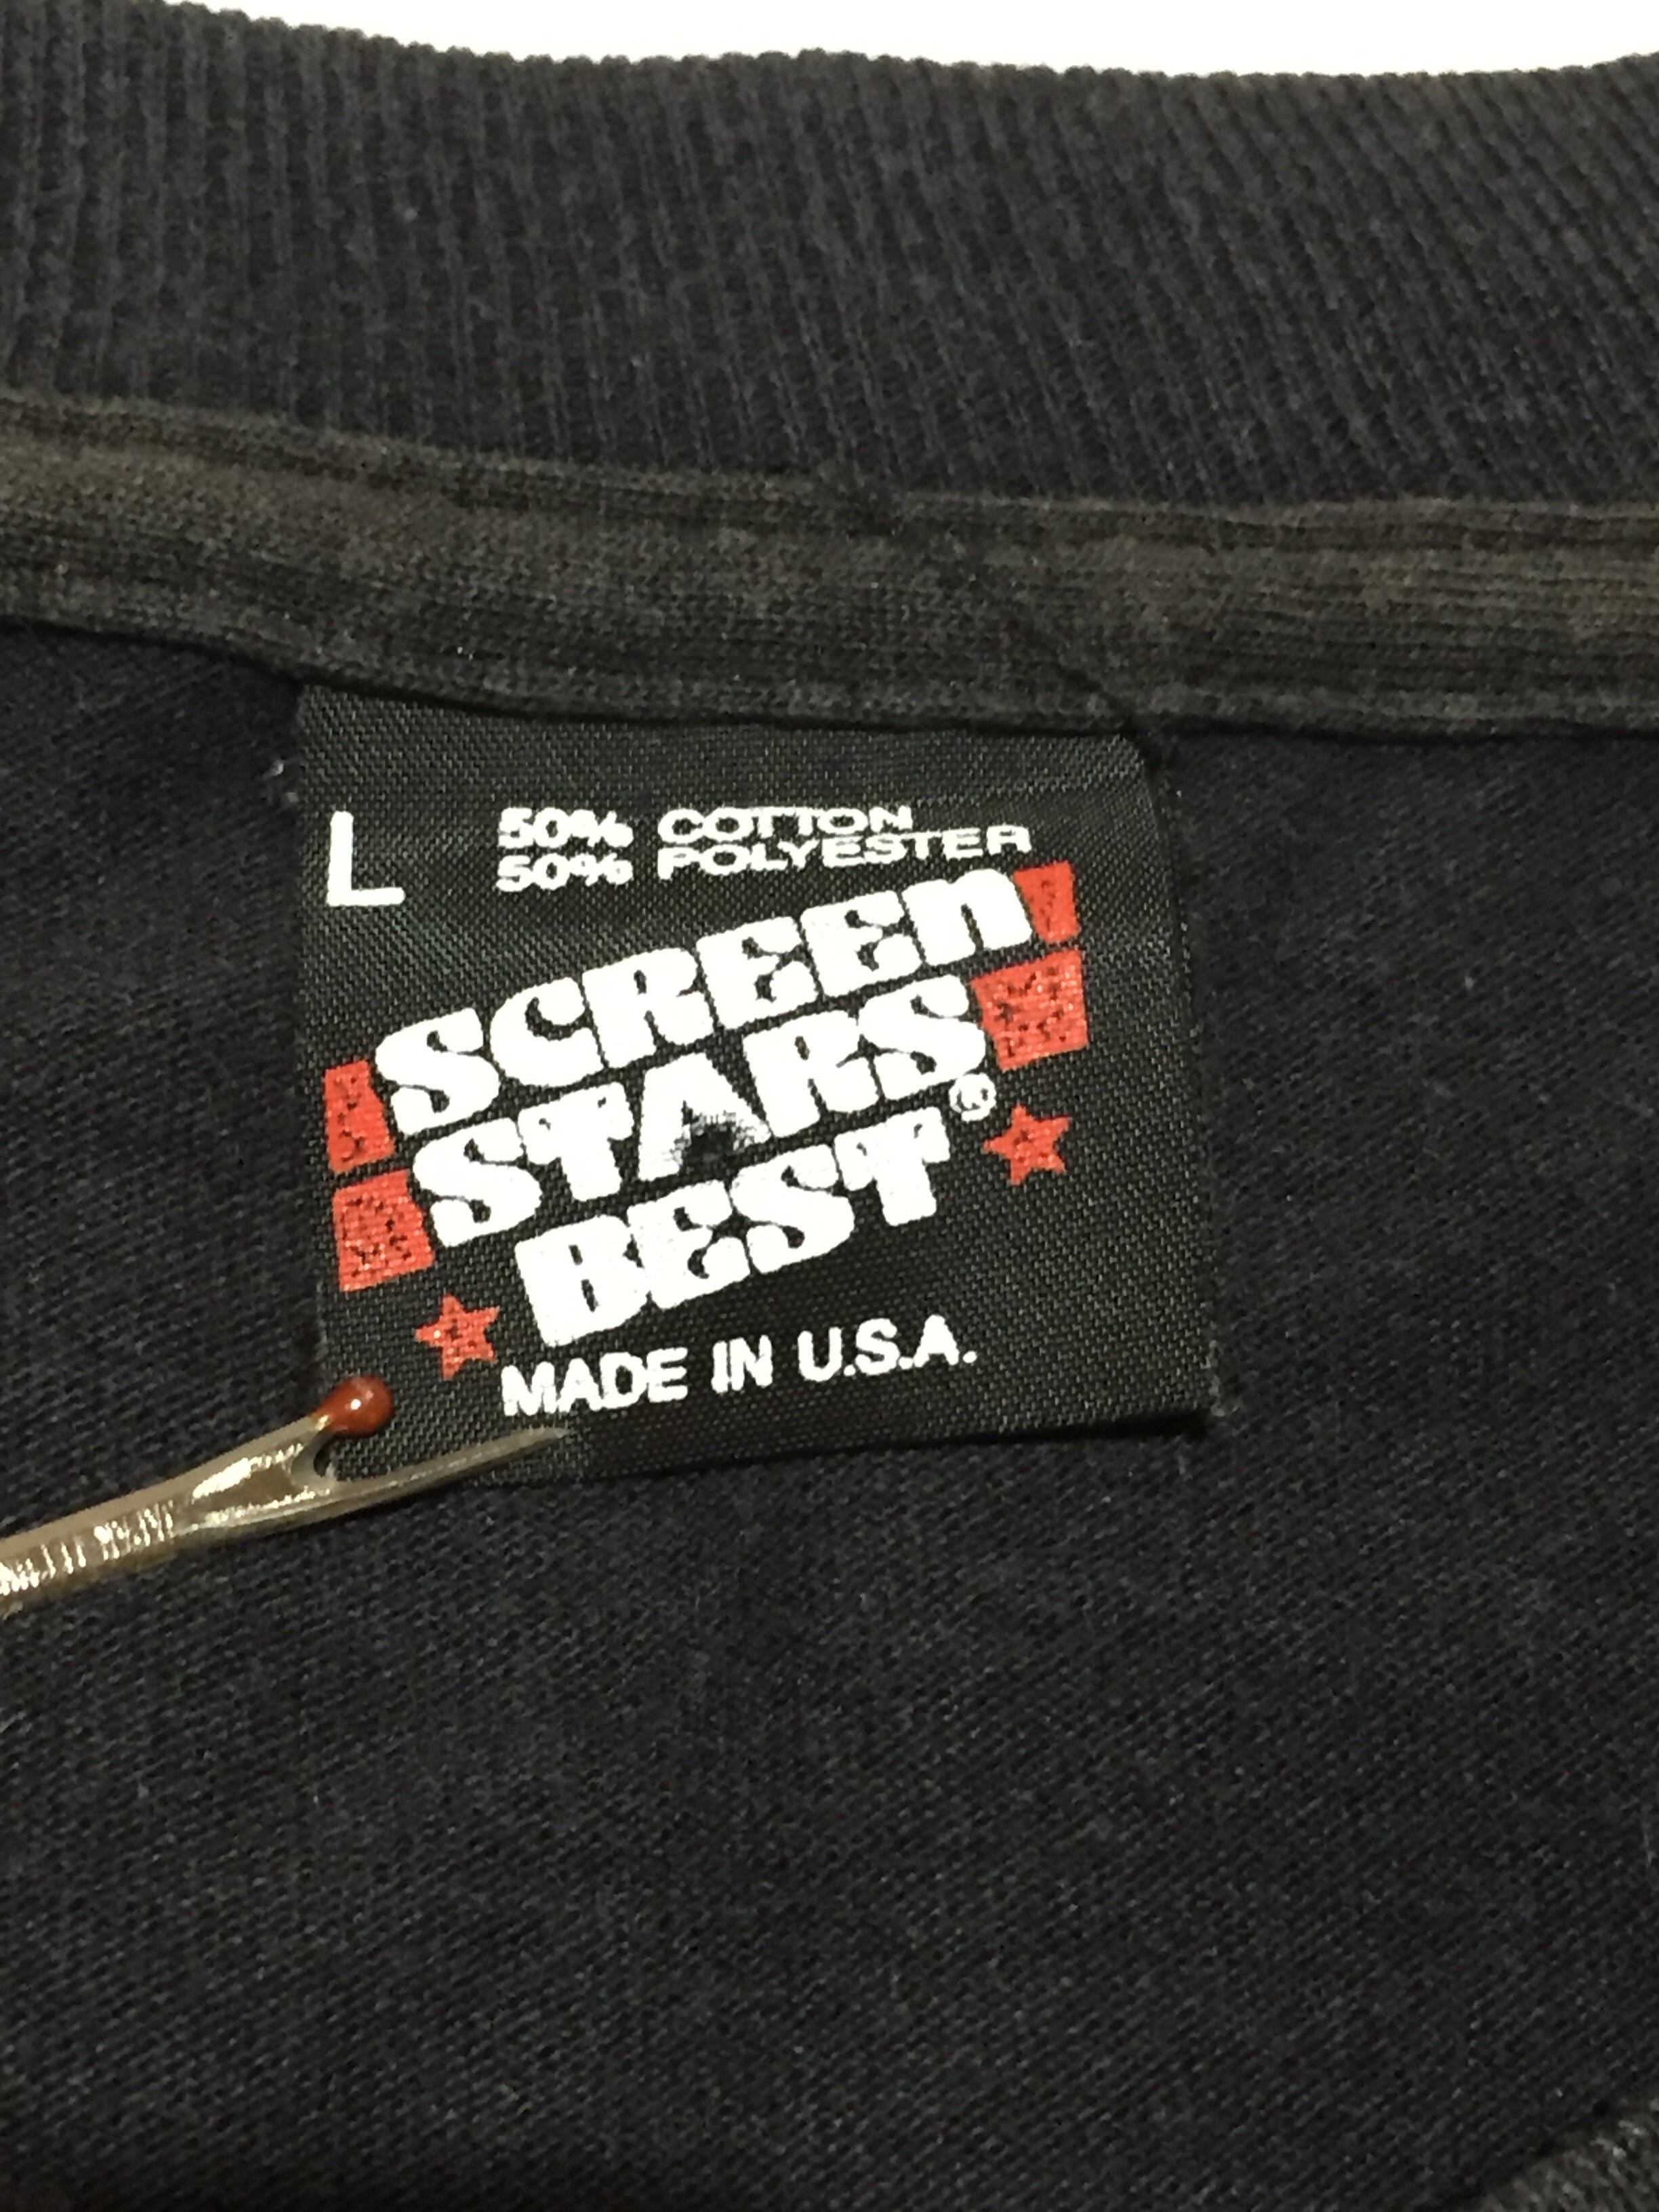 L
50% COTTON
50% POLYESTER
SCREEN
STARS
BEST®
MADE IN U.S.A.